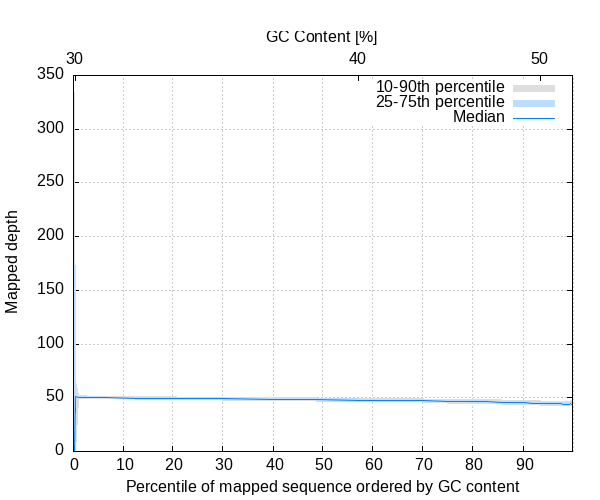 GC Content [%]
30 40 50
350
10-90th percentile
25-75th percentile
Median
300
250
200
150
100
50
0
Mapped depth
0 10 20 30 40 50 60 70 80 90
Percentile of mapped sequence ordered by GC content